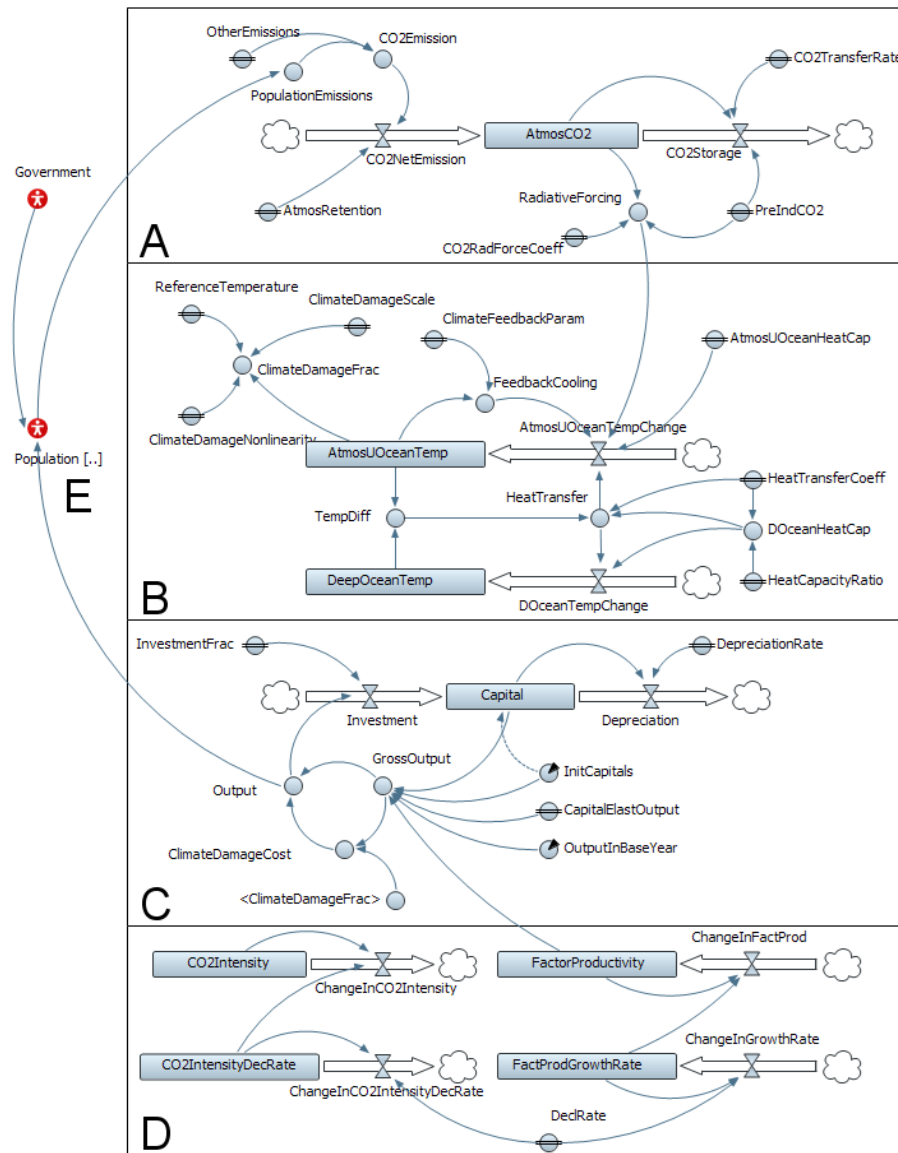 OtherEmissions
CO2Emission
CO2TransferRate
PopulationEmissions
AtmosCO2
CO2NetEmission
CO2Storage
Government
AtmosRetention
RadiativeForcing
PreIndCO2
CO2RadForceCoeff
A
ReferenceTemperature
ClimateDamageScale
ClimateFeedbackParam
AtmosUOceanHeatCap
ClimateDamageFrac
FeedbackCooling
AtmosUOceanTempChange
ClimateDamageNonlinearity
AtmosUOceanTemp
Population [..]
E
HeatTransfer
HeatTransferCoeff
TempDiff
DOceanHeatCap
DeepOceanTemp
HeatCapacityRatio
DOceanTempChange
B
InvestmentFrac
DepreciationRate
Capital
Investment
Depreciation
GrossOutput
InitCapitals
Output
CapitalElastOutput
ClimateDamageCost
OutputInBaseYear
<ClimateDamageFrac>
C
ChangeInFactProd
CO2Intensity
FactorProductivity
ChangeInCO2Intensity
ChangeInGrowthRate
CO2IntensityDecRate
FactProdGrowthRate
ChangeInCO2IntensityDecRate
DeclRate
D